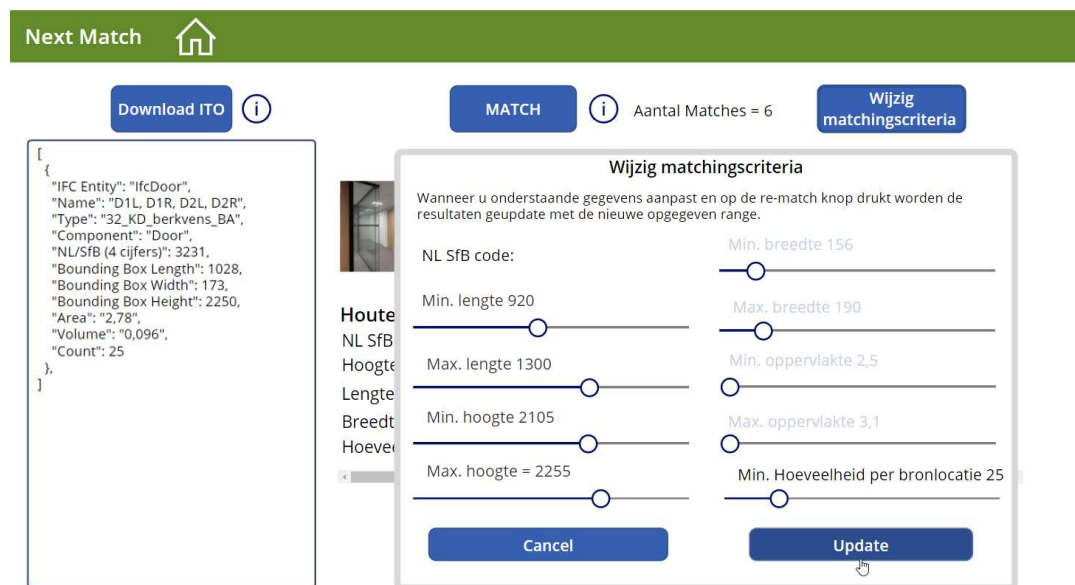 Next Match
Download ITO
i
MATCH
i
Aantal Matches = 6
Wijzig
matchingscriteria
[
{
"IFC Entity": "IfcDoor",
"Name": "D1L, D1R, D2L, D2R",
"Type": "32_KD_berkvens_BA",
"Component": "Door",
"NL/SfB (4 cijfers)": 3231,
"Bounding Box Length": 1028,
"Bounding Box Width": 173,
"Bounding Box Height": 2250,
"Area": "2,78",
"Volume": "0,096",
"Count": 25
},
]
Houte
NL SfB
Hoogte
Lengte
Breedt
Hoevee
Wijzig matchingscriteria
Wanneer u onderstaande gegevens aanpast en op de re-match knop drukt worden de
resultaten geupdate met de nieuwe opgegeven range.
NL SfB code:
Min. lengte 920
Max. lengte 1300
Min. hoogte 2105
Max. hoogte = 2255
Min. breedte 156
Max. breedte 190
Min. oppervlakte 2,5
Max. oppervlakte 3,1
Min. Hoeveelheid per bronlocatie 25
Cancel
Update